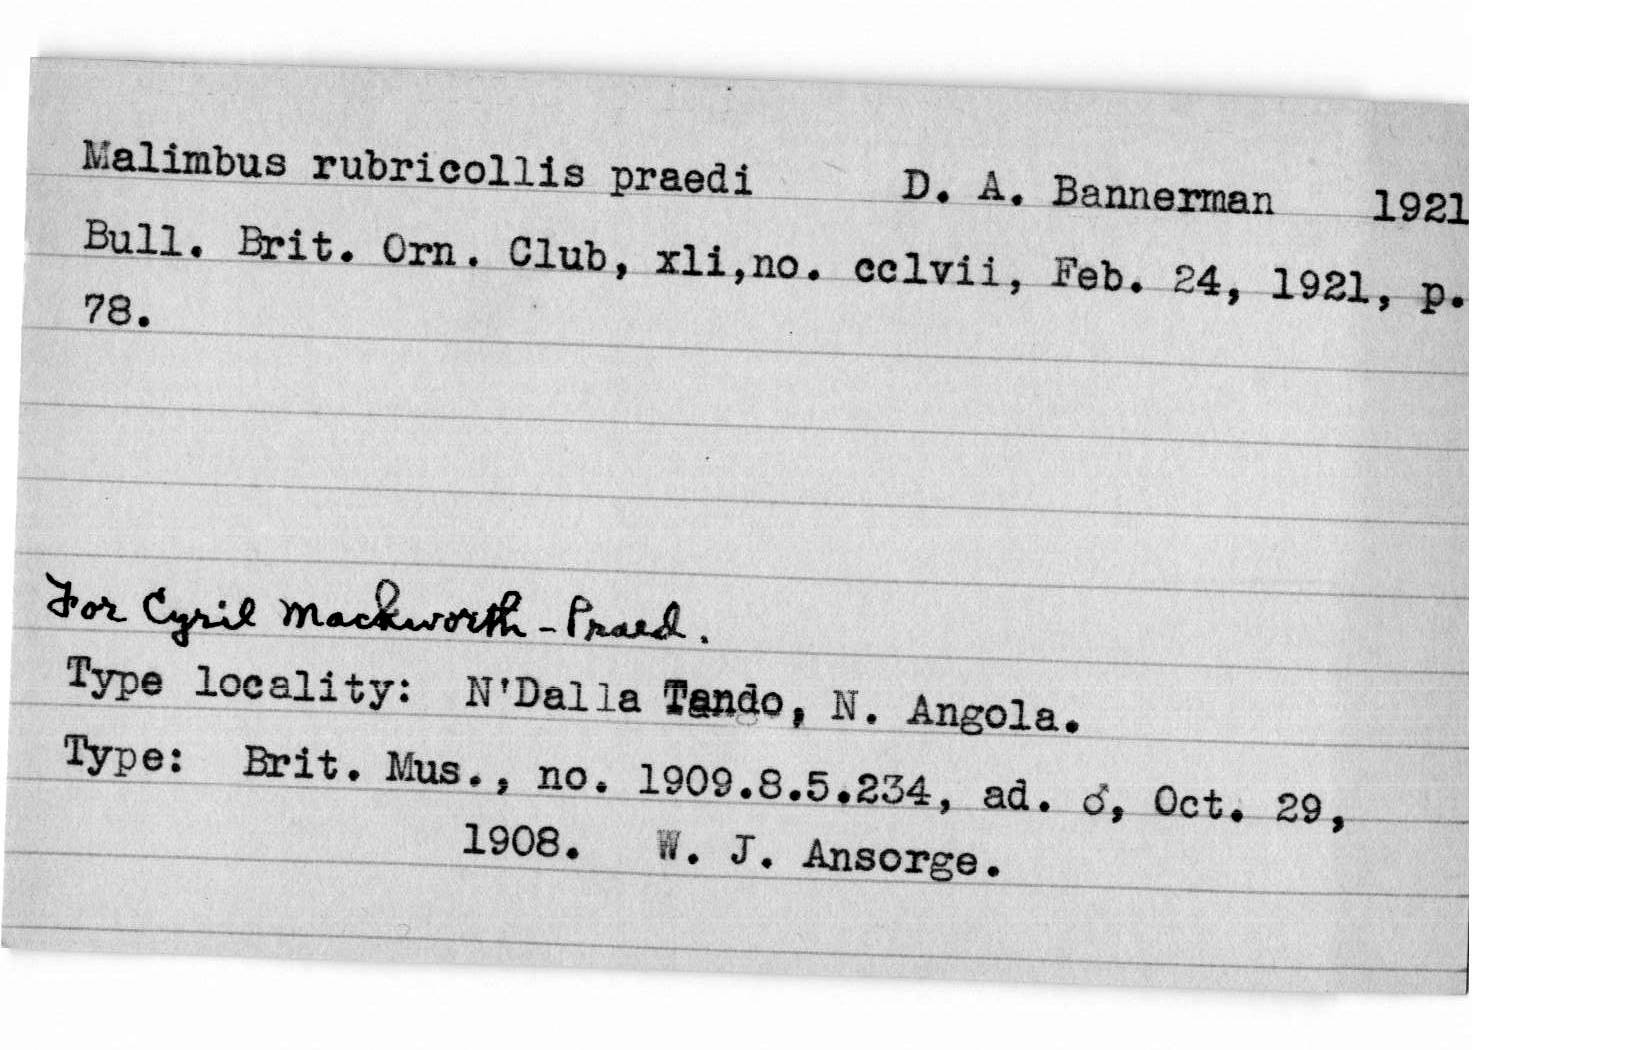 Malimbus rubricollis praedi D. A. Bannerman 1921
Bull. Brit. Orn. Club, xli,no. cclvii, Feb. 24, 1921, p.
78.
For Cyril Mackworth-Praed.
Type locality: N'Dalla Tando, N. Angola.
Type: Brit. Mus., no. 1909.8.5.234, ad. ♂, Oct. 29,
1908. W. J. Ansorge.